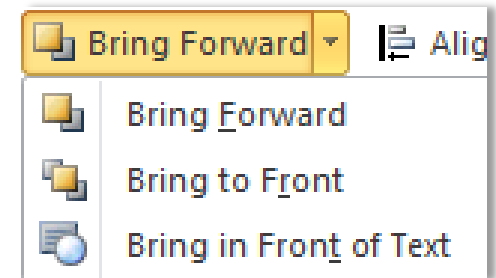 Bring Forward Alig
Bring Forward
Bring to Front
Bring in Front of Text